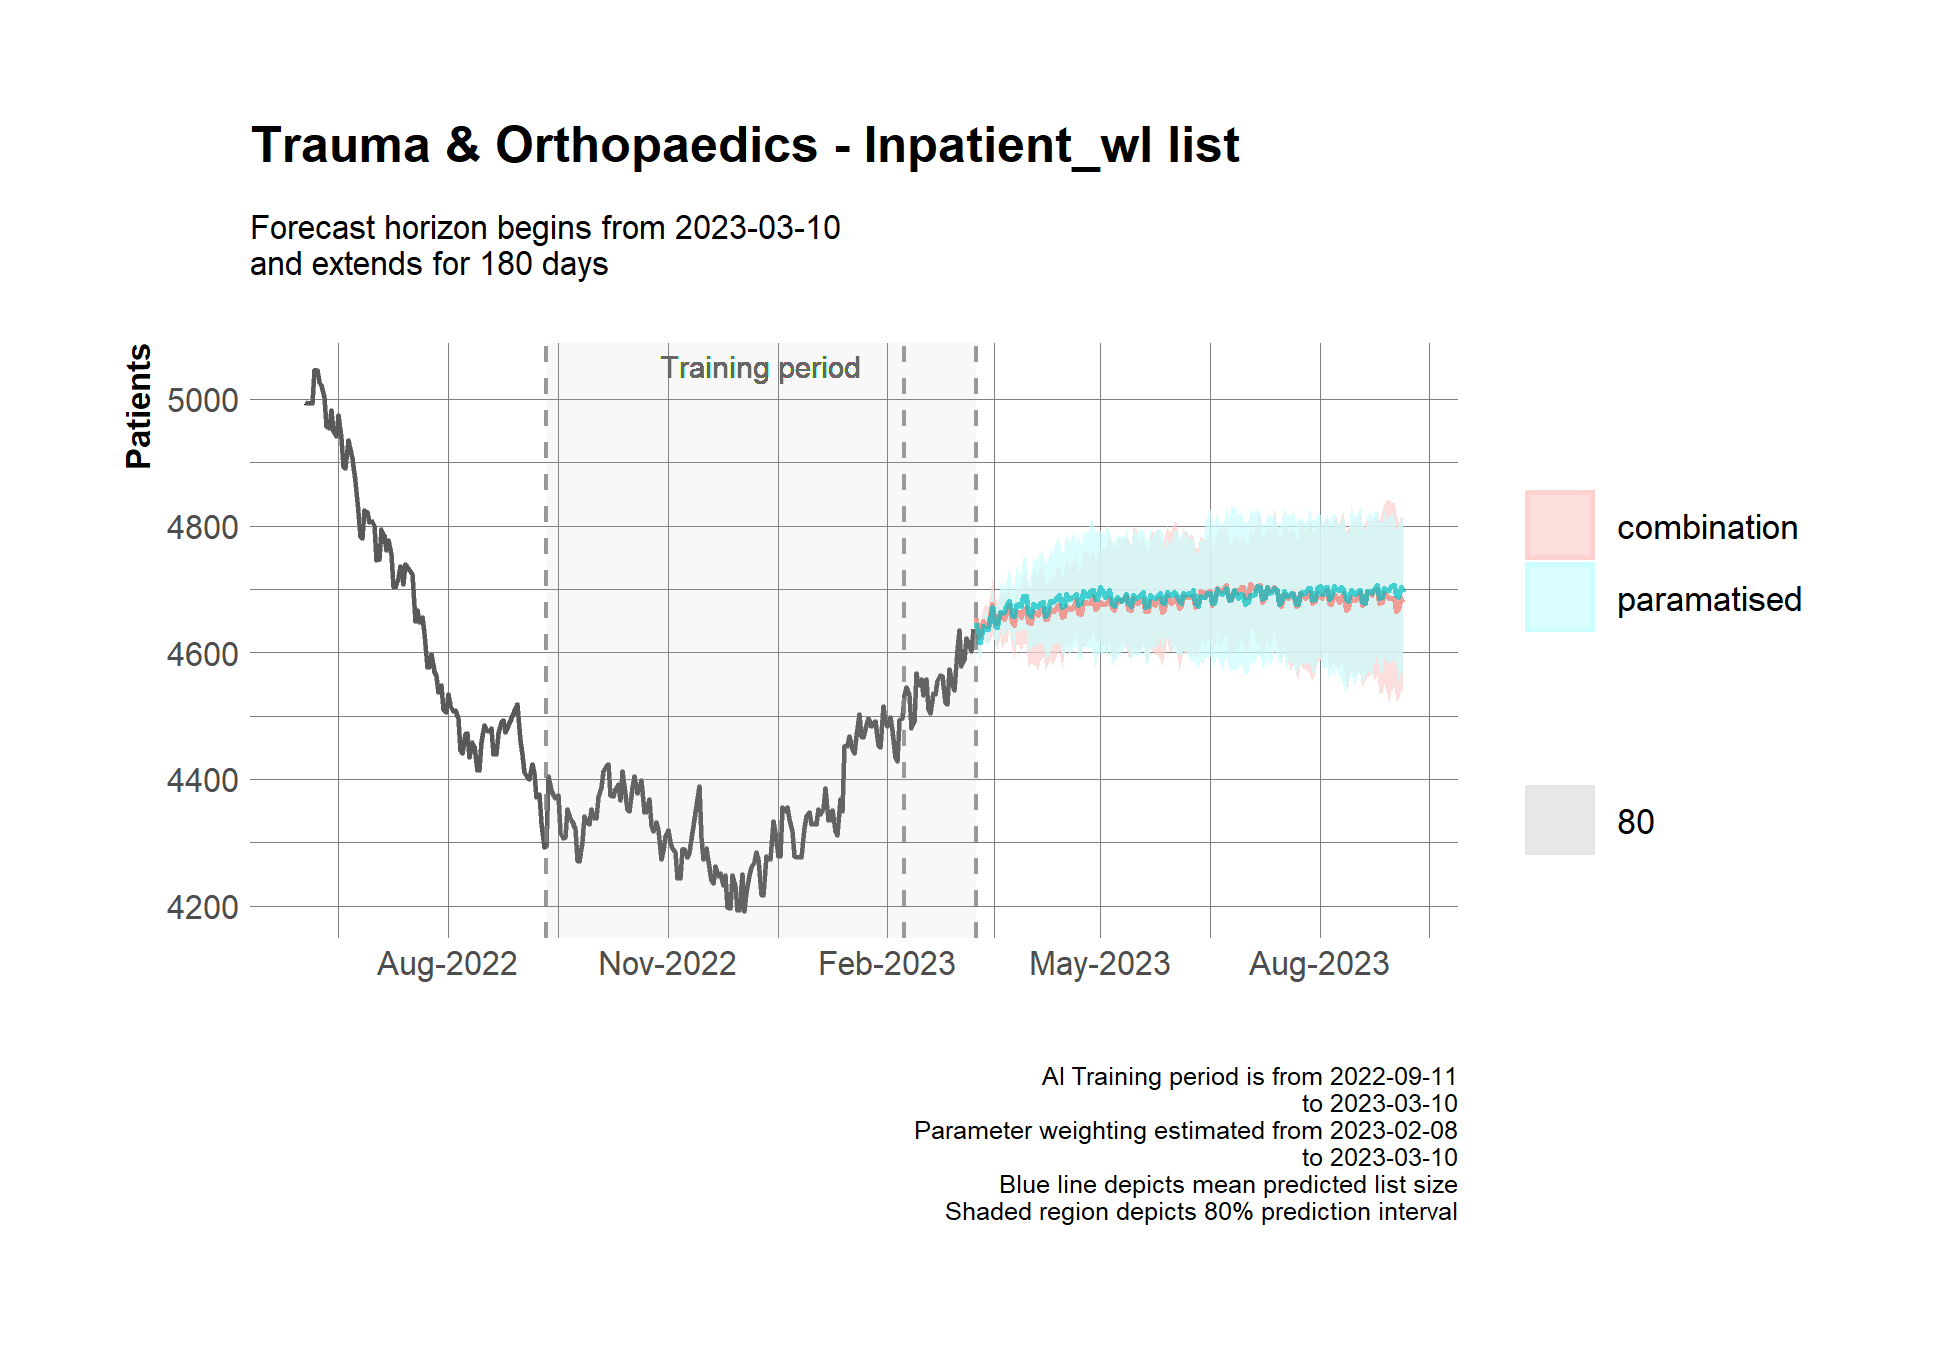 Trauma & Orthopaedics - Inpatient_wl list
Forecast horizon begins from 2023-03-10
and extends for 180 days
Patients
Training period
5000
4800
4600
4400
4200
Aug-2022
Nov-2022
Feb-2023
May-2023
Aug-2023
combination
paramatised
80
AI Training period is from 2022-09-11
to 2023-03-10
Parameter weighting estimated from 2023-02-08
to 2023-03-10
Blue line depicts mean predicted list size
Shaded region depicts 80% prediction interval